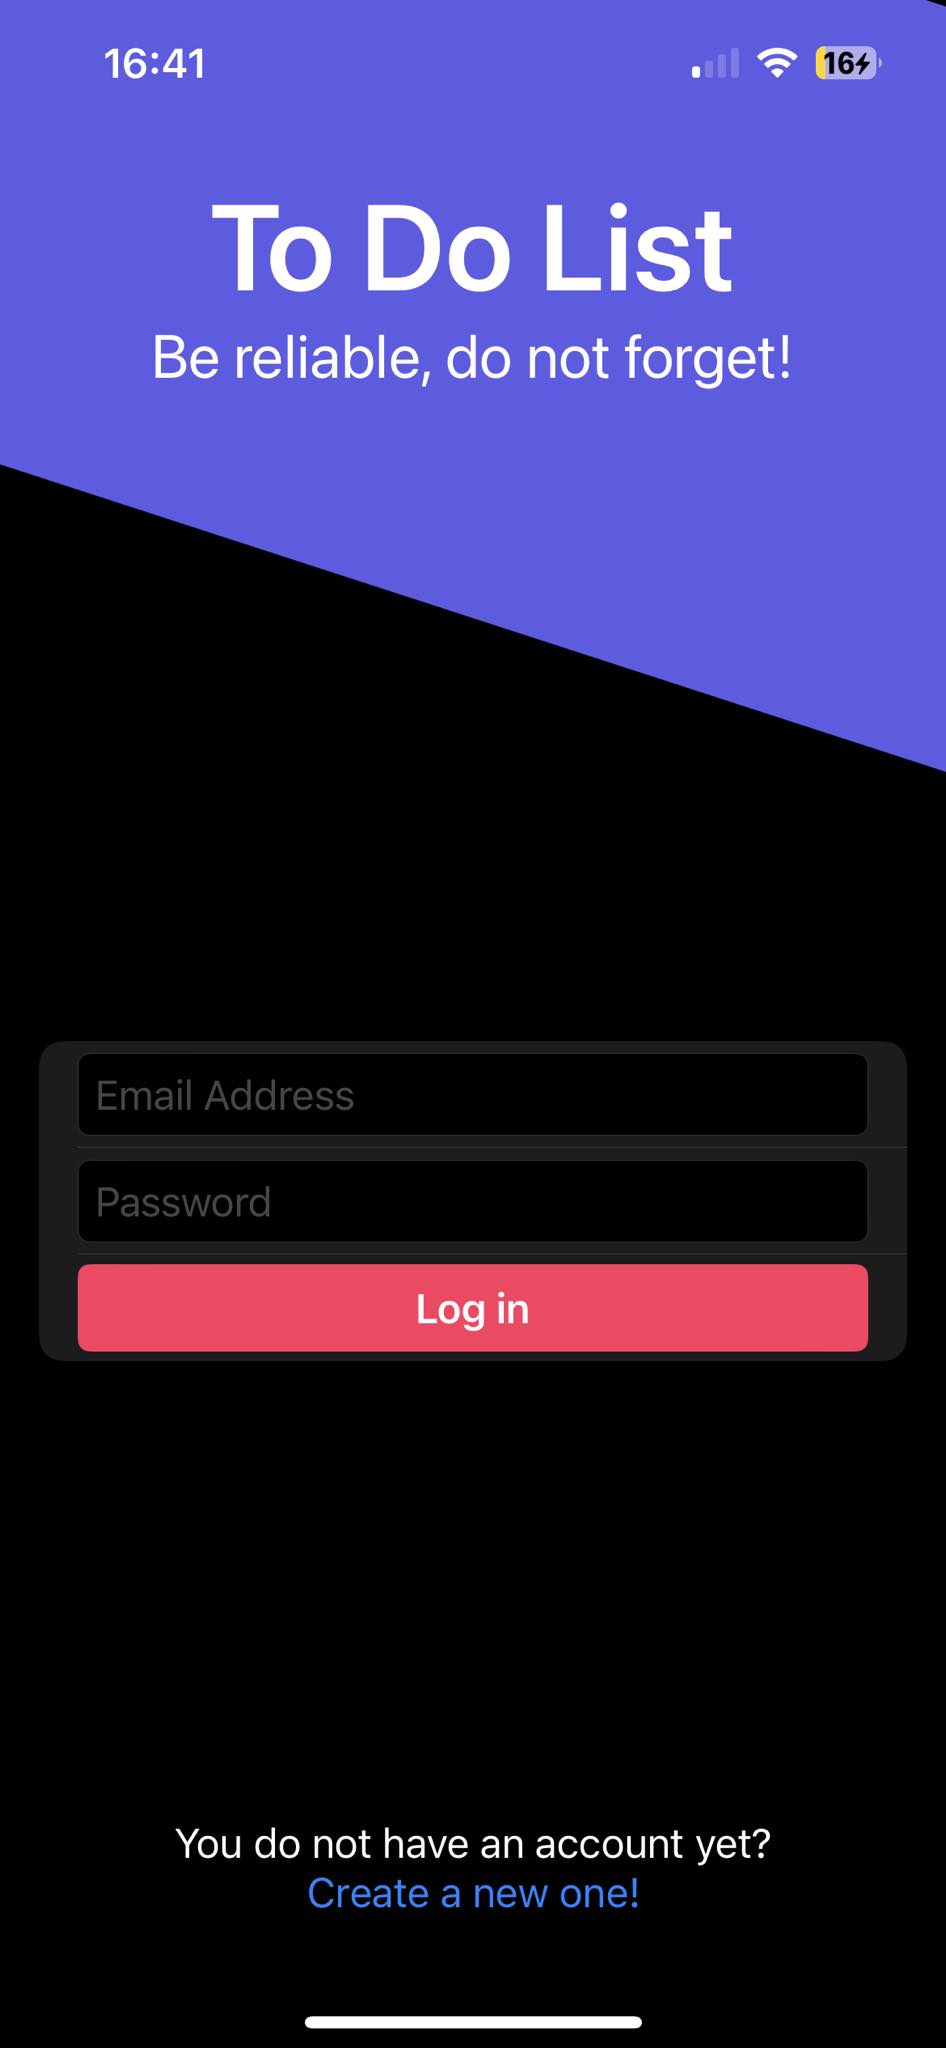 16:41
16
To Do List
Be reliable, do not forget!
Email Address
Password
Log in
You do not have an account yet?
Create a new one!